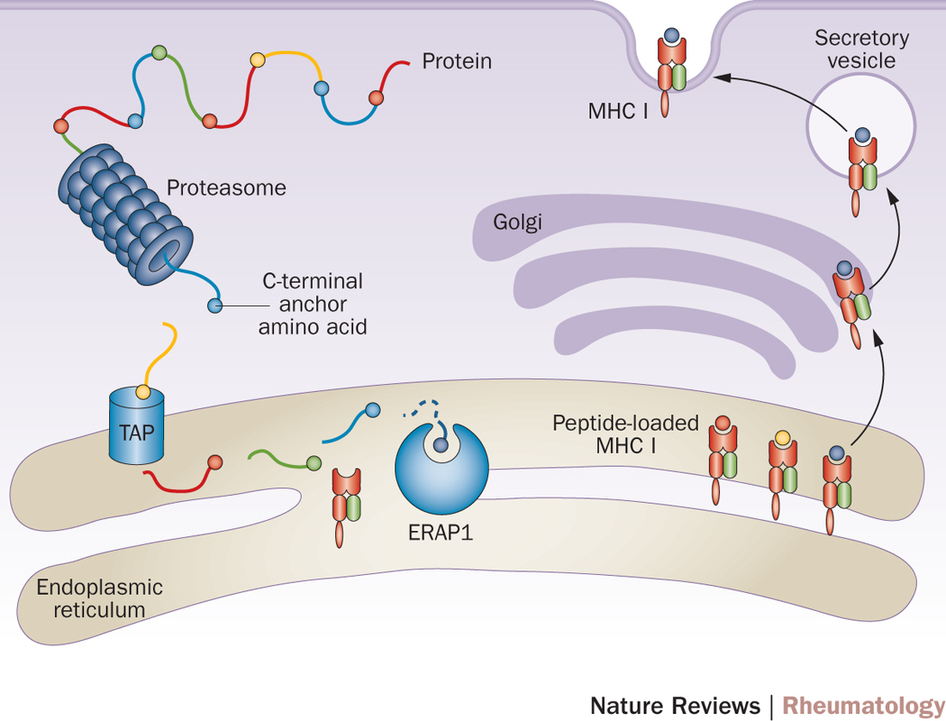 Protein
Secretory
vesicle
MHC I
Proteasome
Golgi
C-terminal
anchor
amino acid
TAP
Peptide-loaded
MHC I
ERAP1
Endoplasmic
reticulum
Nature Reviews | Rheumatology